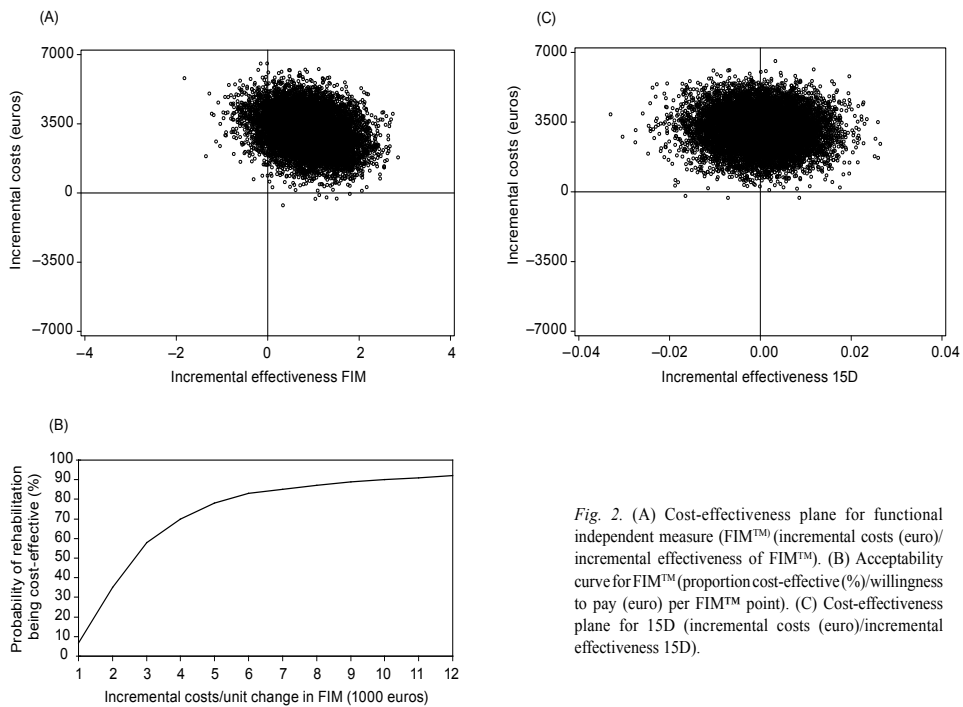 (A)
7000
3500
0
–3500
–7000
Incremental costs (euros)
–4
–2
0
2
4
Incremental effectiveness FIM
(C)
7000
3500
0
–3500
–7000
Incremental costs (euros)
–0.04
–0.02
0.00
0.02
0.04
Incremental effectiveness 15D
(B)
Probability of rehabilitation
being cost-effective (%)
100
90
80
70
60
50
40
30
20
10
0
1 2 3 4 5 6 7 8 9 10 11 12
Incremental costs/unit change in FIM (1000 euros)
Fig. 2. (A) Cost-effectiveness plane for functional
independent measure (FIM™) (incremental costs (euro)/
incremental effectiveness of FIM™). (B) Acceptability
curve for FIM™ (proportion cost-effective (%)/willingness
to pay (euro) per FIM™ point). (C) Cost-effectiveness
plane for 15D (incremental costs (euro)/incremental
effectiveness 15D).